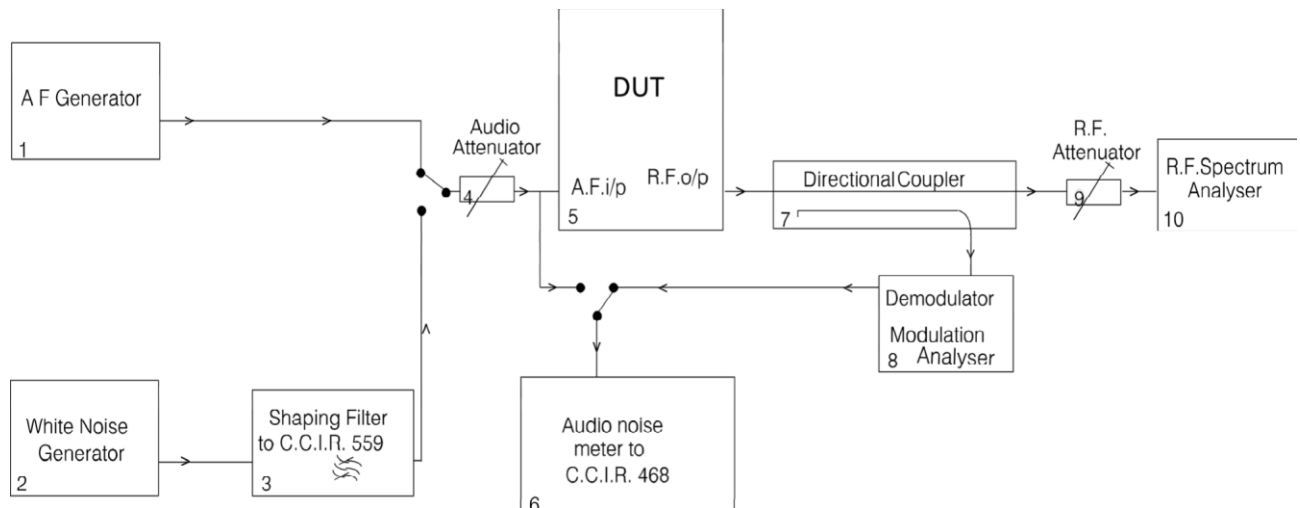 A F Generator
1
Audio
Attenuator
4
DUT
A.F.i/p
R.F.o/p
5
Directional Coupler
7
R.F.
Attenuator
9
R.F.Spectrum
Analyser
10
Demodulator
Modulation
Analyser
8
White Noise
Generator
2
Shaping Filter
to C.C.I.R. 559
3
Audio noise
meter to
C.C.I.R. 468
6